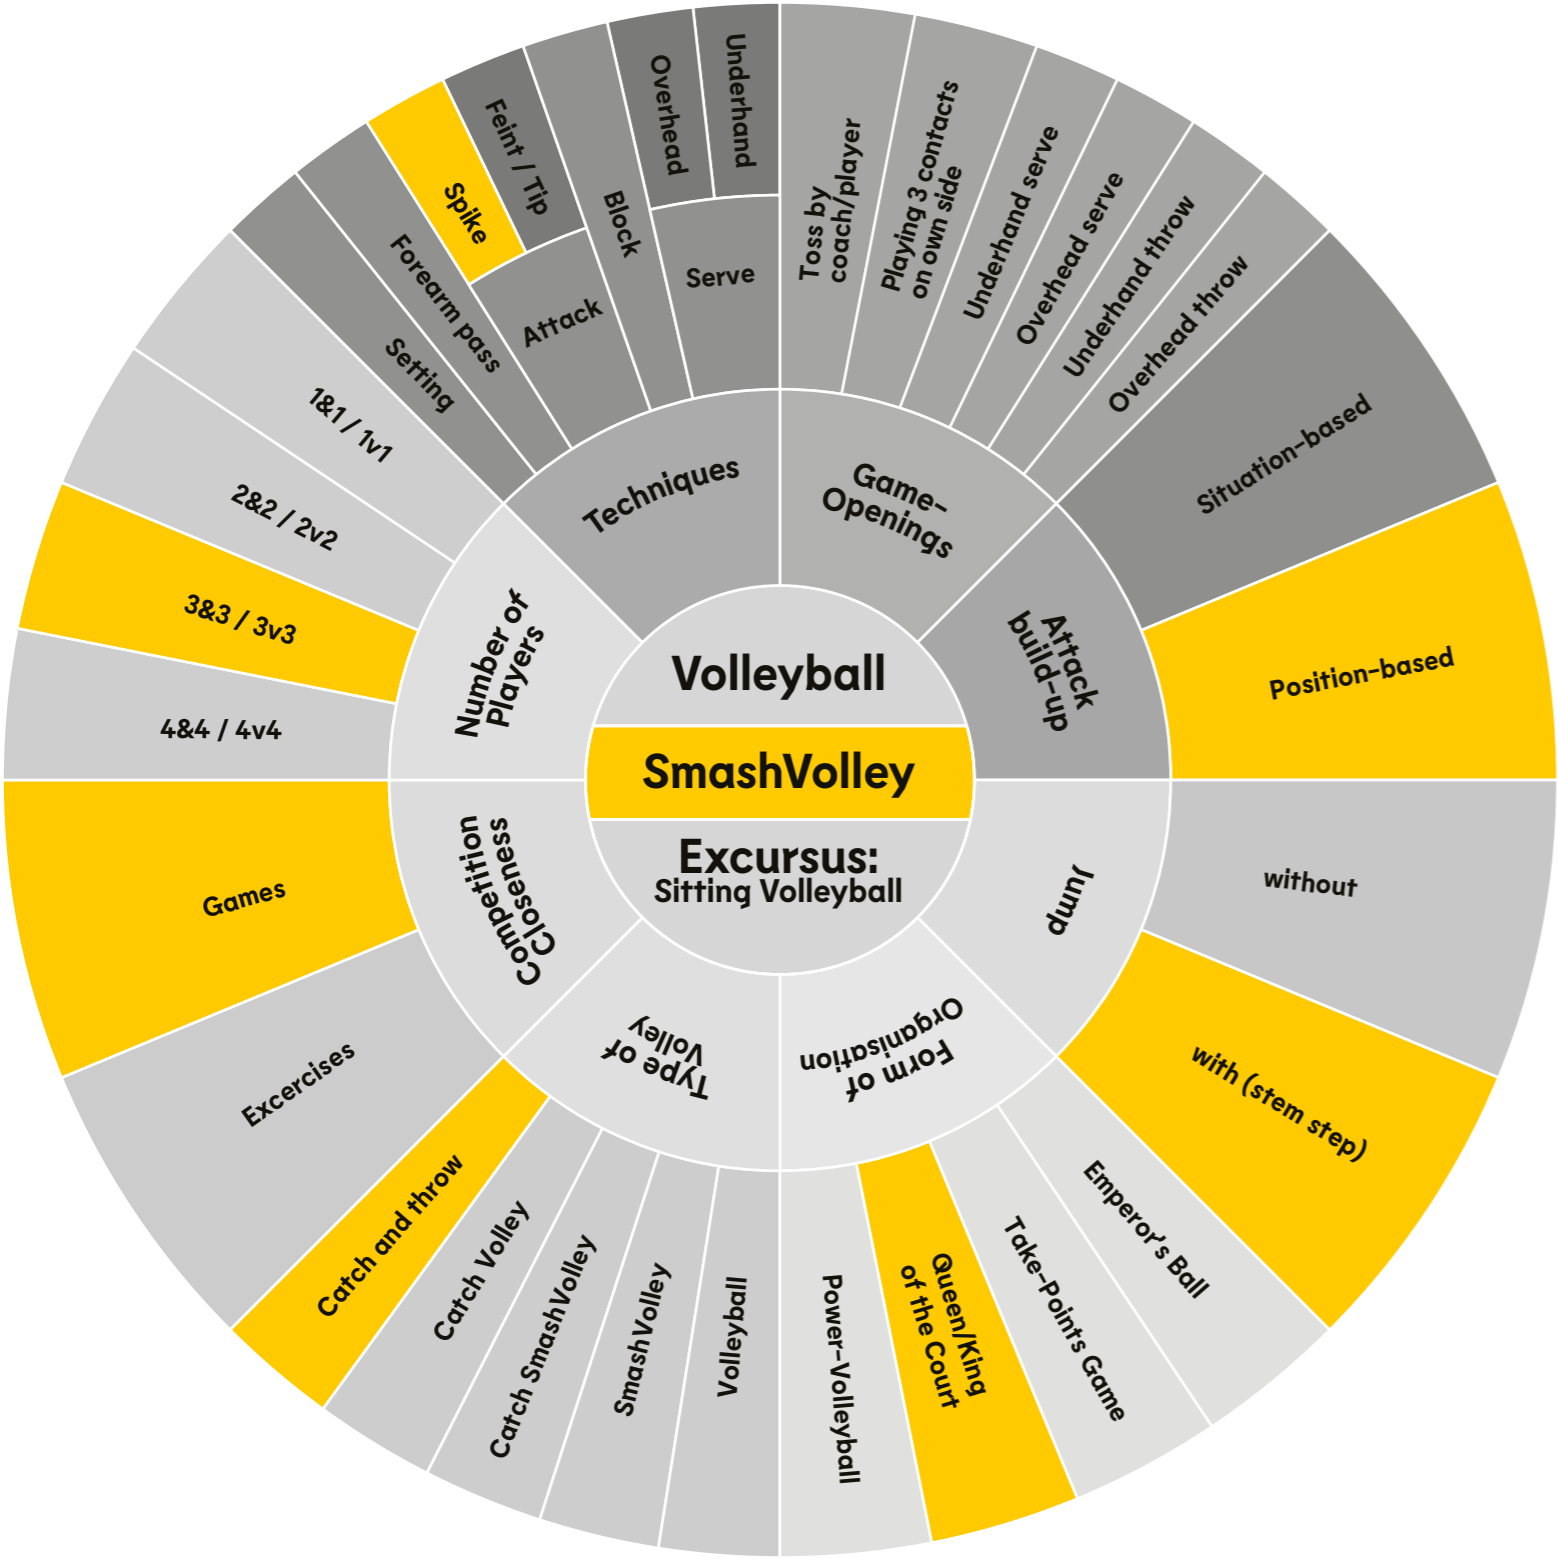 Volleyball
SmashVolley
Excursus:
Sitting Volleyball
Techniques
Setting
Forearm pass
Attack
Spike
Feint / Tip
Block
Serve
Overhead
Underhand
Game-
Openings
Toss by
coach/player
Playing 3 contacts
on own side
Underhand serve
Overhead serve
Underhand throw
Overhead throw
Attack
build-up
Situation-based
Position-based
Jump
without
with (stem step)
Form of
Organisation
Emperor's Ball
Take-Points Game
Queen/King
of the Court
Power-Volleyball
Type of
Volley
Volleyball
SmashVolley
Catch SmashVolley
Catch Volley
Catch and throw
Competition
Closeness
Excercises
Games
Number of
Players
4&4 / 4v4
3&3 / 3v3
2&2 / 2v2
1&1 / 1v1